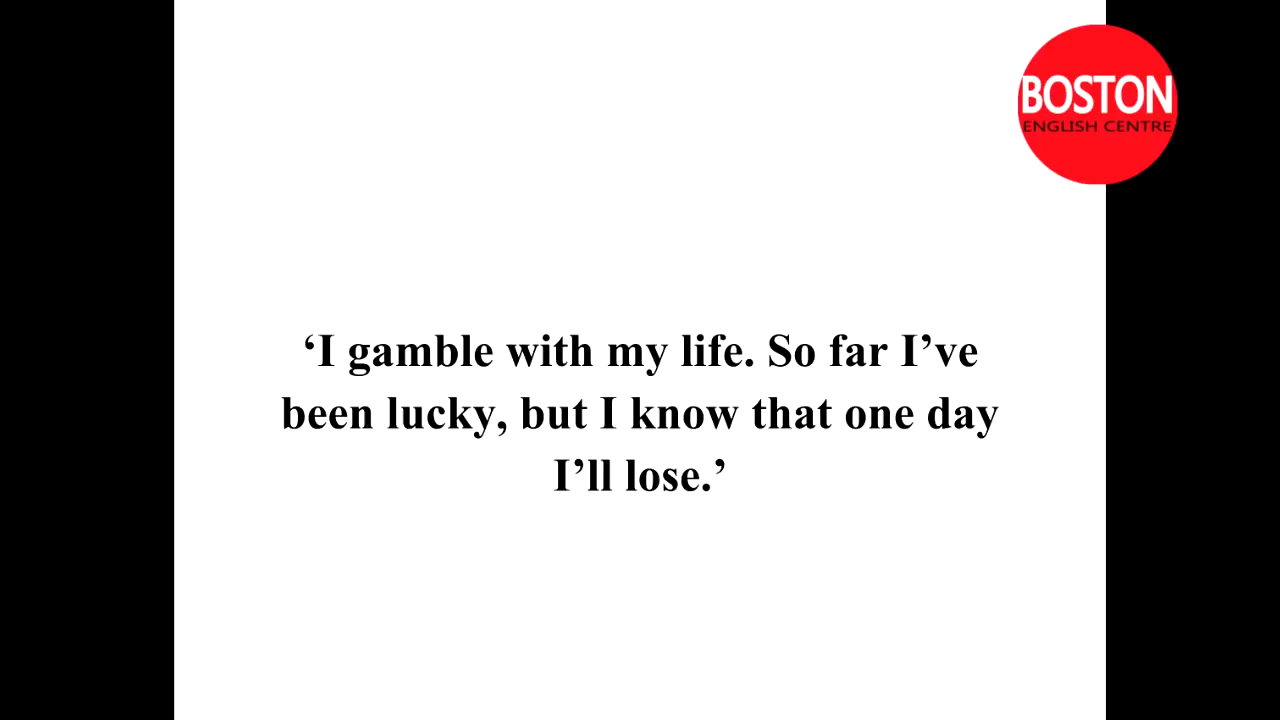 BOSTON
ENGLISH CENTRE
‘I gamble with my life. So far I’ve
been lucky, but I know that one day
I’ll lose.’